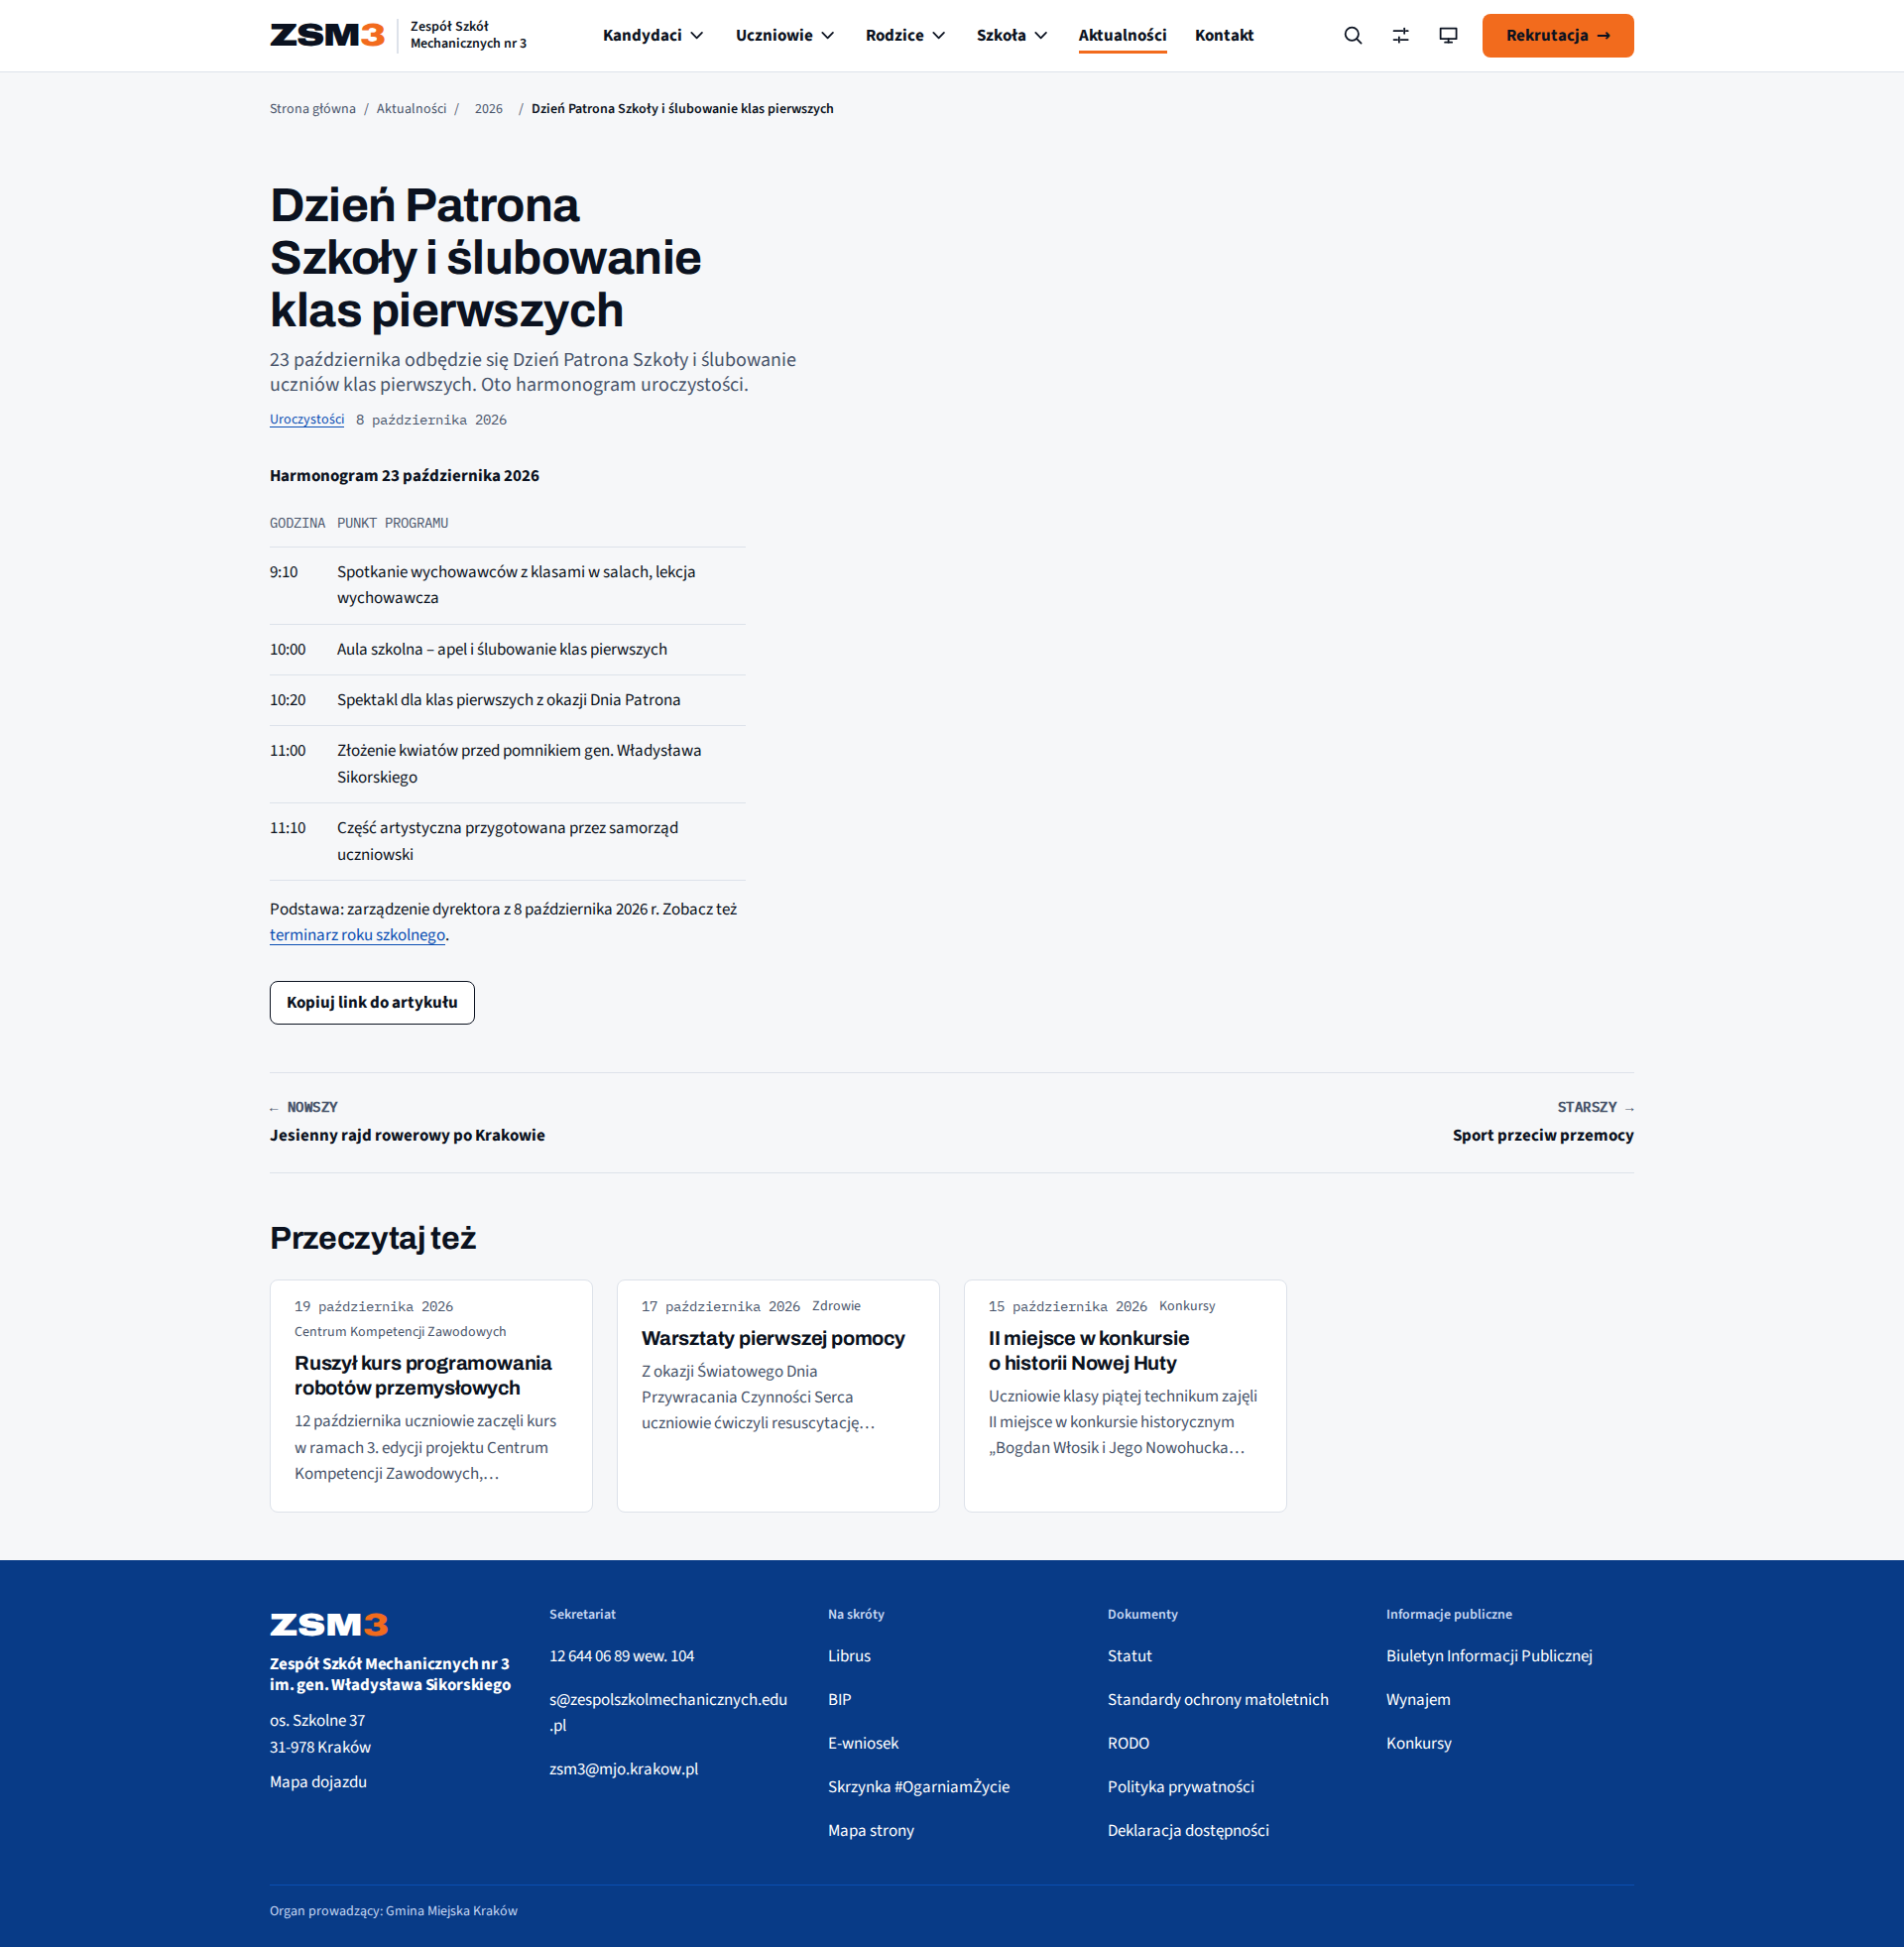 ZSM3
Zespół Szkół
Mechanicznych nr 3
Kandydaci
Uczniowie
Rodzice
Szkoła
Aktualności
Kontakt
Rekrutacja →
Strona główna / Aktualności / 2026 / Dzień Patrona Szkoły i ślubowanie klas pierwszych
Dzień Patrona
Szkoły i ślubowanie
klas pierwszych
23 października odbędzie się Dzień Patrona Szkoły i ślubowanie
uczniów klas pierwszych. Oto harmonogram uroczystości.
Uroczystości 8 października 2026
Harmonogram 23 października 2026
GODZINA PUNKT PROGRAMU
9:10 Spotkanie wychowawców z klasami w salach, lekcja
wychowawcza
10:00 Aula szkolna – apel i ślubowanie klas pierwszych
10:20 Spektakl dla klas pierwszych z okazji Dnia Patrona
11:00 Złożenie kwiatów przed pomnikiem gen. Władysława
Sikorskiego
11:10 Część artystyczna przygotowana przez samorząd
uczniowski
Podstawa: zarządzenie dyrektora z 8 października 2026 r. Zobacz też
terminarz roku szkolnego.
Kopiuj link do artykułu
← NOWSZY
Jesienny rajd rowerowy po Krakowie
STARSZY →
Sport przeciw przemocy
Przeczytaj też
19 października 2026
Centrum Kompetencji Zawodowych
Ruszył kurs programowania
robotów przemysłowych
12 października uczniowie zaczęli kurs
w ramach 3. edycji projektu Centrum
Kompetencji Zawodowych,…
17 października 2026 Zdrowie
Warsztaty pierwszej pomocy
Z okazji Światowego Dnia
Przywracania Czynności Serca
uczniowie ćwiczyli resuscytację…
15 października 2026 Konkursy
II miejsce w konkursie
o historii Nowej Huty
Uczniowie klasy piątej technikum zajęli
II miejsce w konkursie historycznym
„Bogdan Włosik i Jego Nowohucka…
ZSM3
Zespół Szkół Mechanicznych nr 3
im. gen. Władysława Sikorskiego
os. Szkolne 37
31-978 Kraków
Mapa dojazdu
Sekretariat
12 644 06 89 wew. 104
s@zespolszkolmechanicznych.edu
.pl
zsm3@mjo.krakow.pl
Na skróty
Librus
BIP
E-wniosek
Skrzynka #OgarniamŻycie
Mapa strony
Dokumenty
Statut
Standardy ochrony małoletnich
RODO
Polityka prywatności
Deklaracja dostępności
Informacje publiczne
Biuletyn Informacji Publicznej
Wynajem
Konkursy
Organ prowadzący: Gmina Miejska Kraków